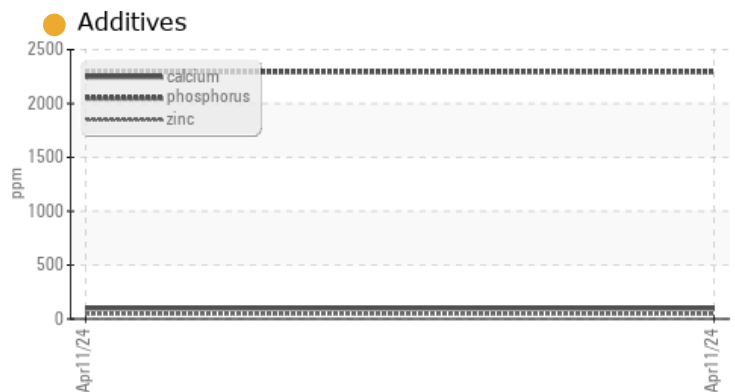 Additives
2500
2000
1500
1000
500
0
ppm
calcium
phosphorus
zinc
Apr11/24
Apr11/24